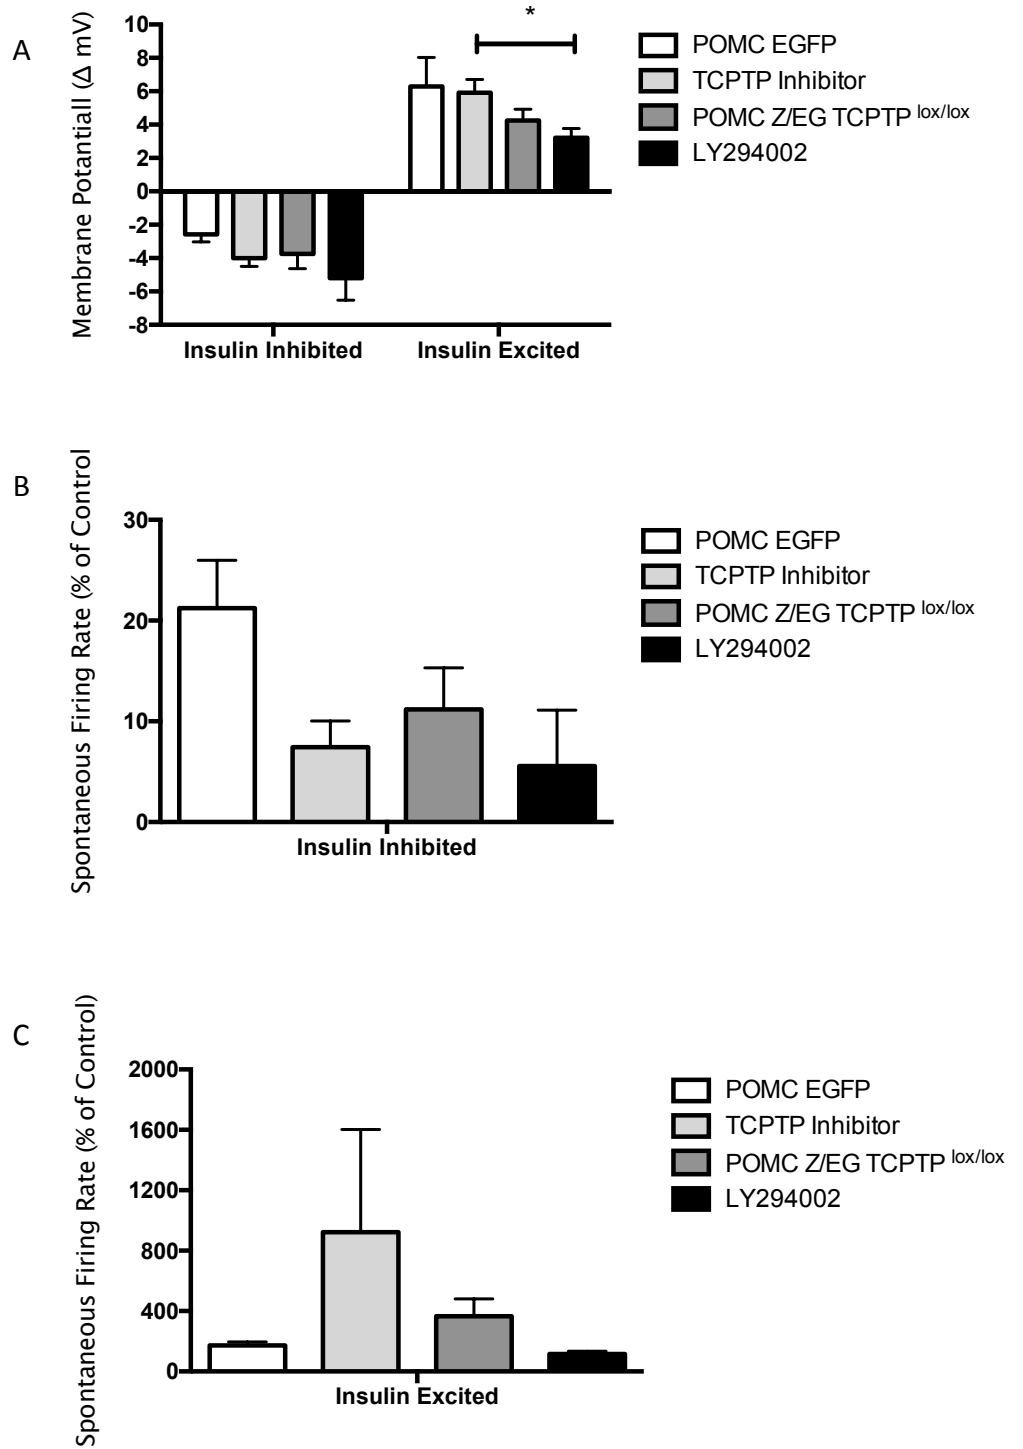 A
Membrane Potantiall (Δ mV)
10
8
6
4
2
0
-2
-4
-6
-8
*
Insulin Inhibited
Insulin Excited
POMC EGFP
TCPTP Inhibitor
POMC Z/EG TCPTP lox/lox
LY294002
B
Spontaneous Firing Rate (% of Control
30
20
10
0
Insulin Inhibited
POMC EGFP
TCPTP Inhibitor
POMC Z/EG TCPTP lox/lox
LY294002
C
Spontaneous Firing Rate (% of Control)
2000
1600
1200
800
400
0
Insulin Excited
POMC EGFP
TCPTP Inhibitor
POMC Z/EG TCPTP lox/lox
LY294002